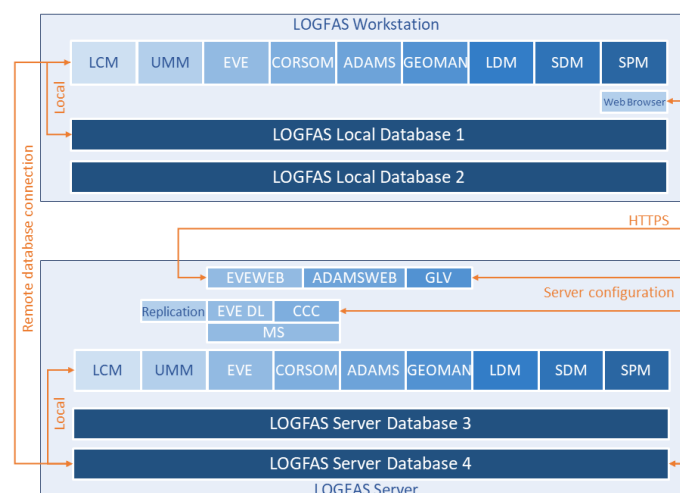 LOGFAS Workstation
LCM UMM EVE CORSOM ADAMS GEOMAN LDM SDM SPM
Local
Web Browser
LOGFAS Local Database 1
LOGFAS Local Database 2
Remote database connection
HTTPS
EVEWEB ADAMSWEB GLV
Server configuration
Replication EVE DL CCC
MS
LCM UMM EVE CORSOM ADAMS GEOMAN LDM SDM SPM
Local
LOGFAS Server Database 3
LOGFAS Server Database 4
LOGFAS Server